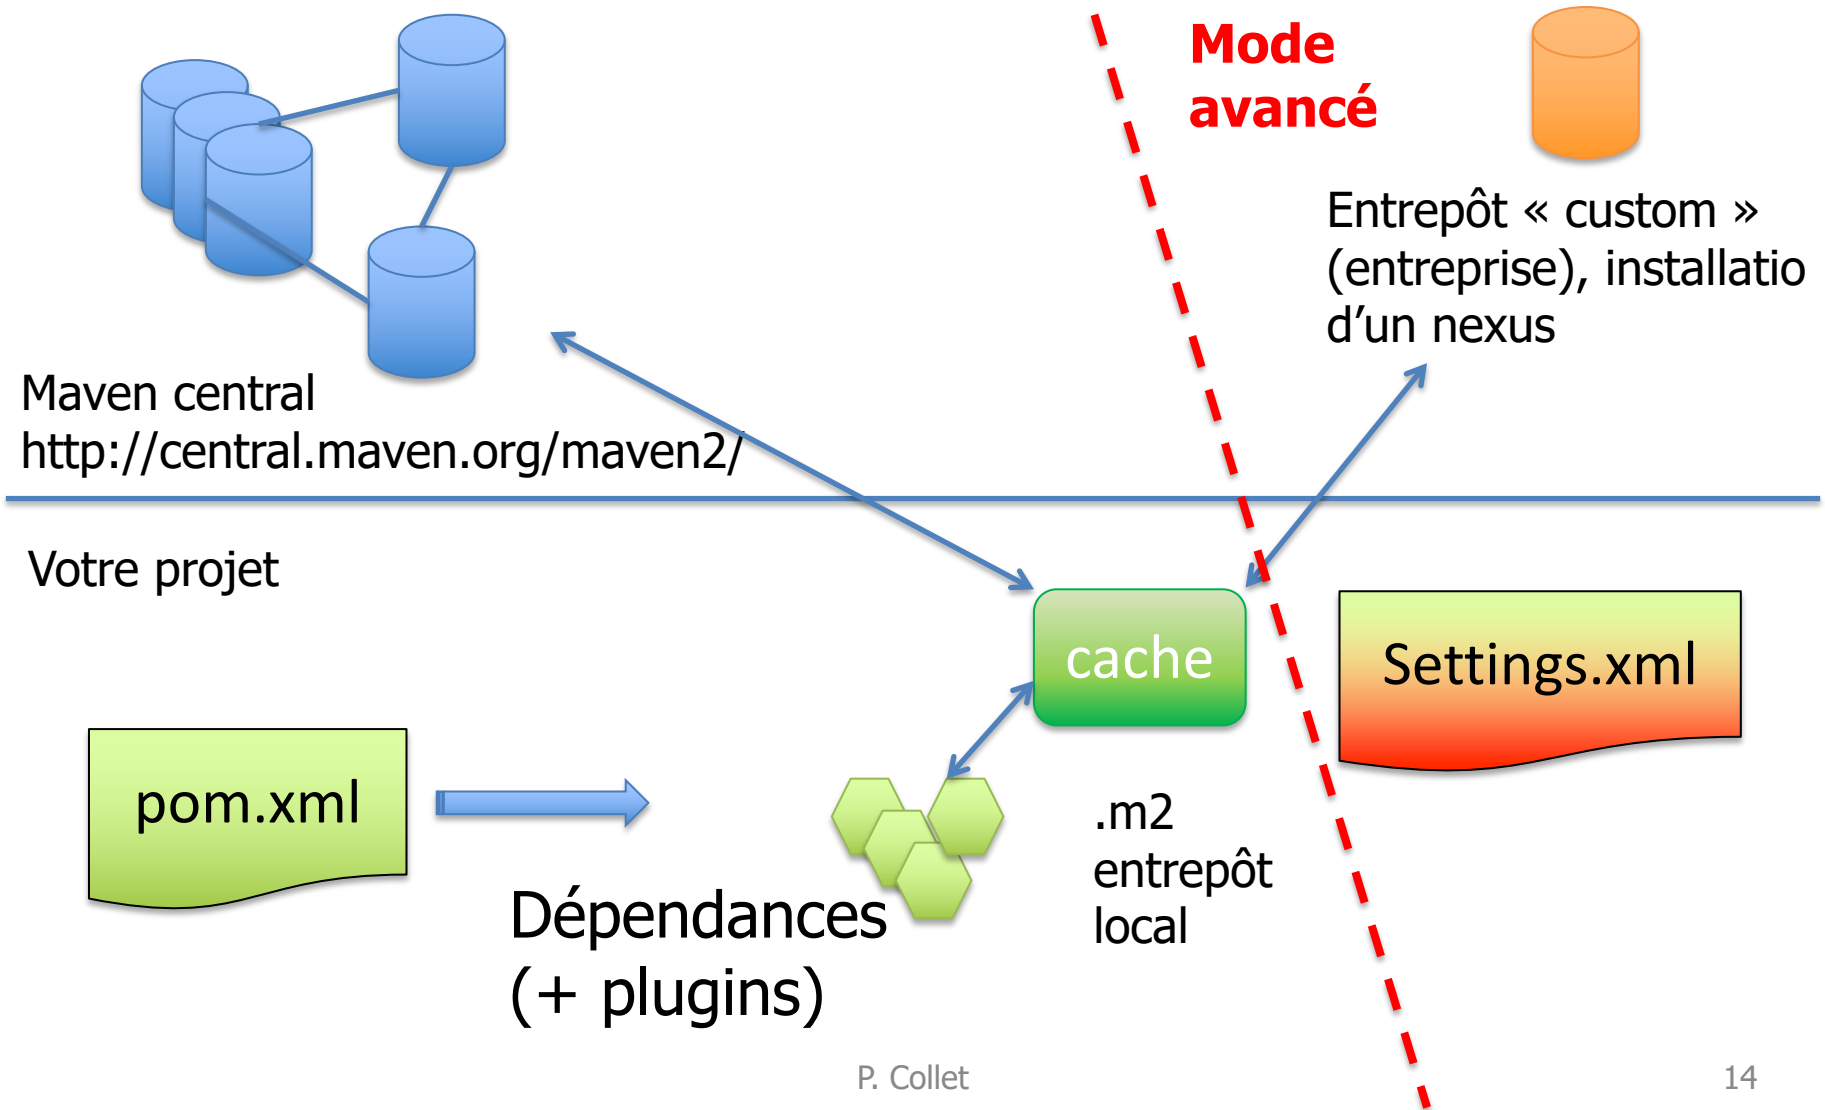 Mode
avancé
Entrepôt « custom »
(entreprise), installatio
d’un nexus
Maven central
http://central.maven.org/maven2/
Votre projet
cache
Settings.xml
pom.xml
.m2
entrepôt
local
Dépendances
(+ plugins)
P. Collet
14